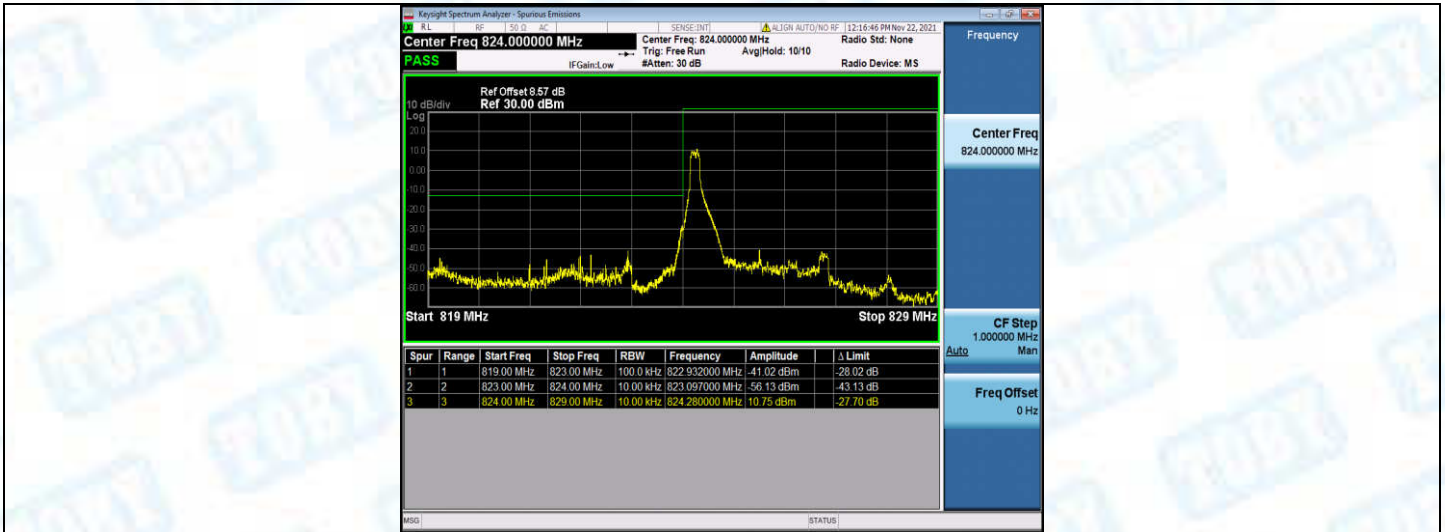 Keysight Spectrum Analyzer - Spurious Emissions
RL RF 50 Ω AC SENSE:INT ALIGN AUTO/NO RF 12:16:46 PM Nov 22, 2021
Center Freq 824.000000 MHz Center Freq: 824.000000 MHz Radio Std: None
Trig: Free Run Avg|Hold: 10/10
PASS IFGain:Low #Atten: 30 dB Radio Device: MS
Frequency
Ref Offset 8.57 dB
10 dB/div Ref 30.00 dBm
Log
20.0
10.0
0.00
-10.0
-20.0
-30.0
-40.0
-50.0
-60.0
Start 819 MHz Stop 829 MHz
Center Freq
824.000000 MHz
CF Step
1.000000 MHz
Auto Man
Freq Offset
0 Hz
Spur Range Start Freq Stop Freq RBW Frequency Amplitude Δ Limit
1 1 819.00 MHz 823.00 MHz 100.0 kHz 822.932000 MHz -41.02 dBm -28.02 dB
2 2 823.00 MHz 824.00 MHz 10.00 kHz 823.097000 MHz -56.13 dBm -43.13 dB
3 3 824.00 MHz 829.00 MHz 10.00 kHz 824.280000 MHz 10.75 dBm -27.70 dB
MSG STATUS
TOBY